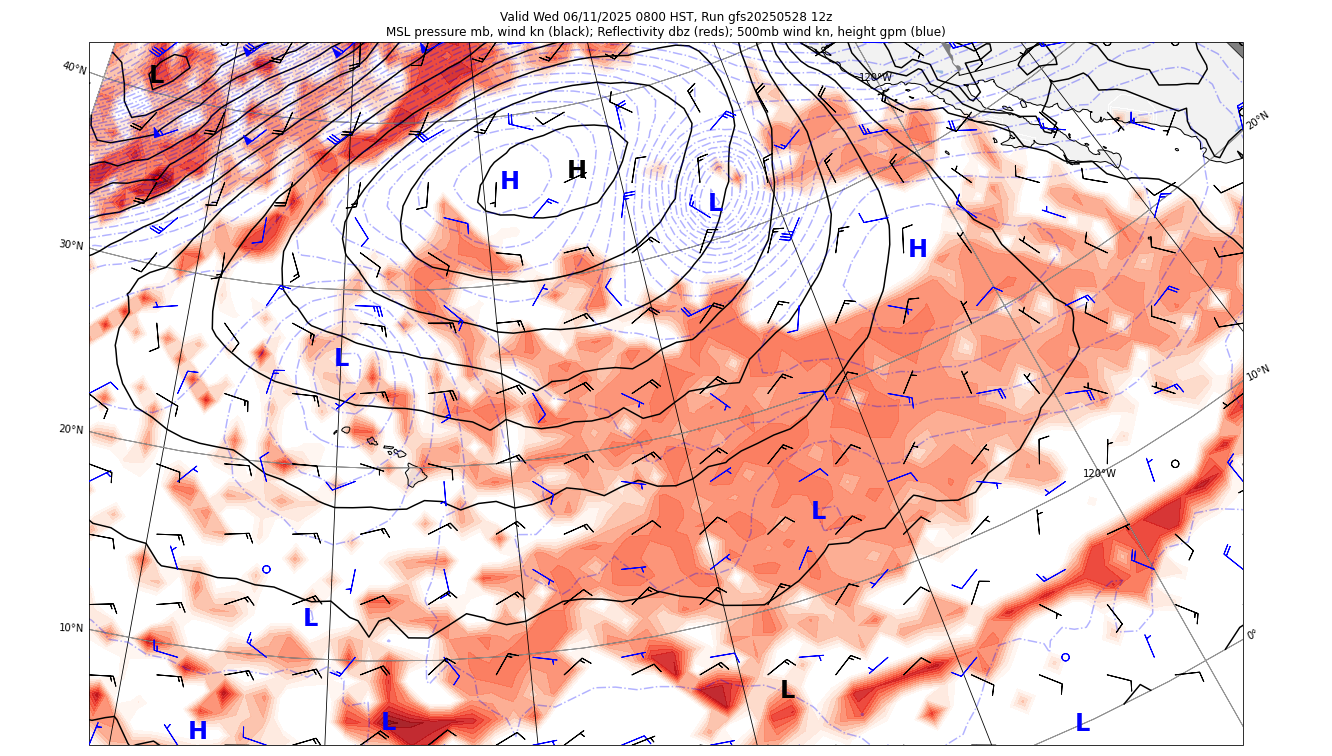 Valid Wed 06/11/2025 0800 HST, Run gfs20250528 12z
MSL pressure mb, wind kn (black); Reflectivity dbz (reds); 500mb wind kn, height gpm (blue)
40°N
L
120°W
20°N
H
H
L
30°N
H
L
10°N
20°N
120°W
L
L
10°N
0°
L
H
L
L